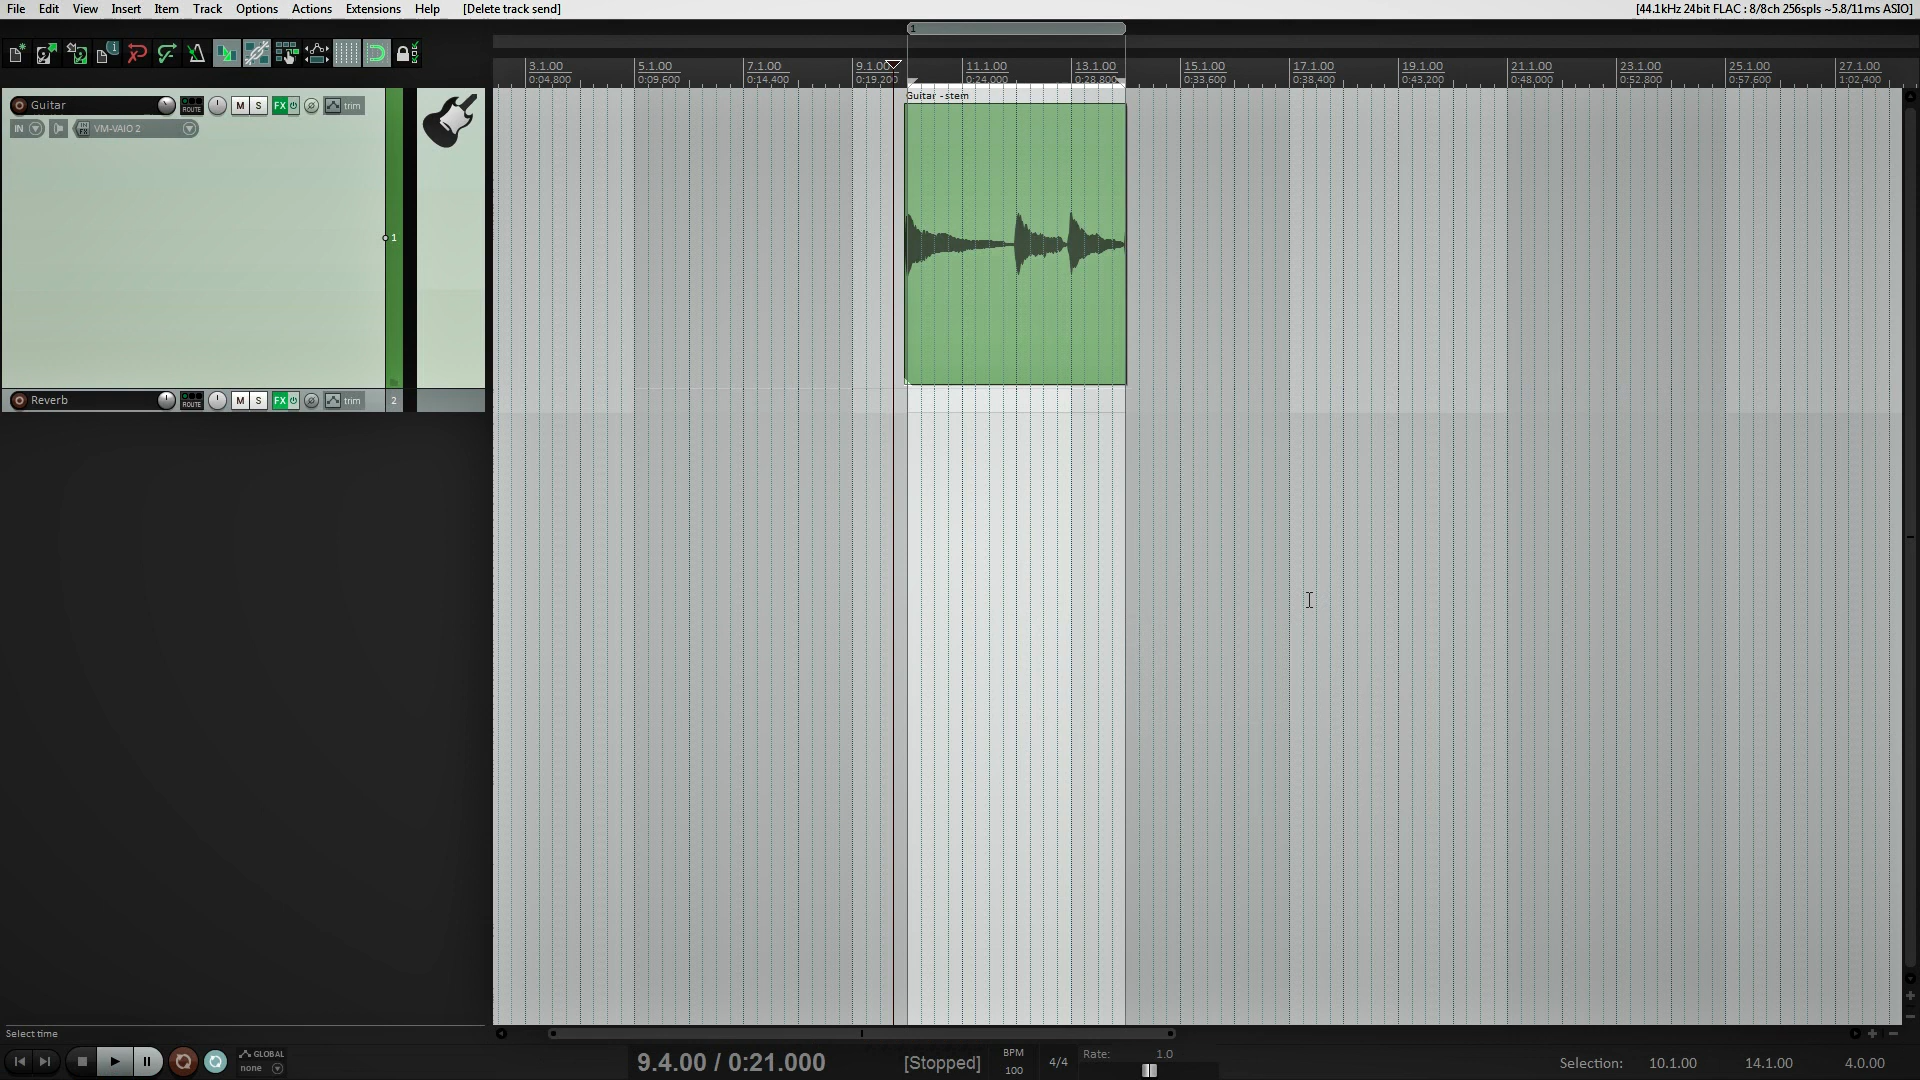 File Edit View Insert Item Track Options Actions Extensions Help [Delete track send] [44.1kHz 24bit FLAC : 8/8ch 256spls ~5.8/11ms ASIO]
1
3.1.00 5.1.00 7.1.00 9.1.00 11.1.00 13.1.00 15.1.00 17.1.00 19.1.00 21.1.00 23.1.00 25.1.00 27.1.00
0:04.800 0:09.600 0:14.400 0:19.200 0:24.000 0:28.800 0:33.600 0:38.400 0:43.200 0:48.000 0:52.800 0:57.600 1:02.400
Guitar -stem
Guitar ROUTE M S FX trim
IN VM-VAIO 2
1
Reverb ROUTE M S FX trim 2
Select time
GLOBAL
none
9.4.00 / 0:21.000 [Stopped]
BPM
100
4/4
Rate: 1.0
Selection: 10.1.00 14.1.00 4.0.00